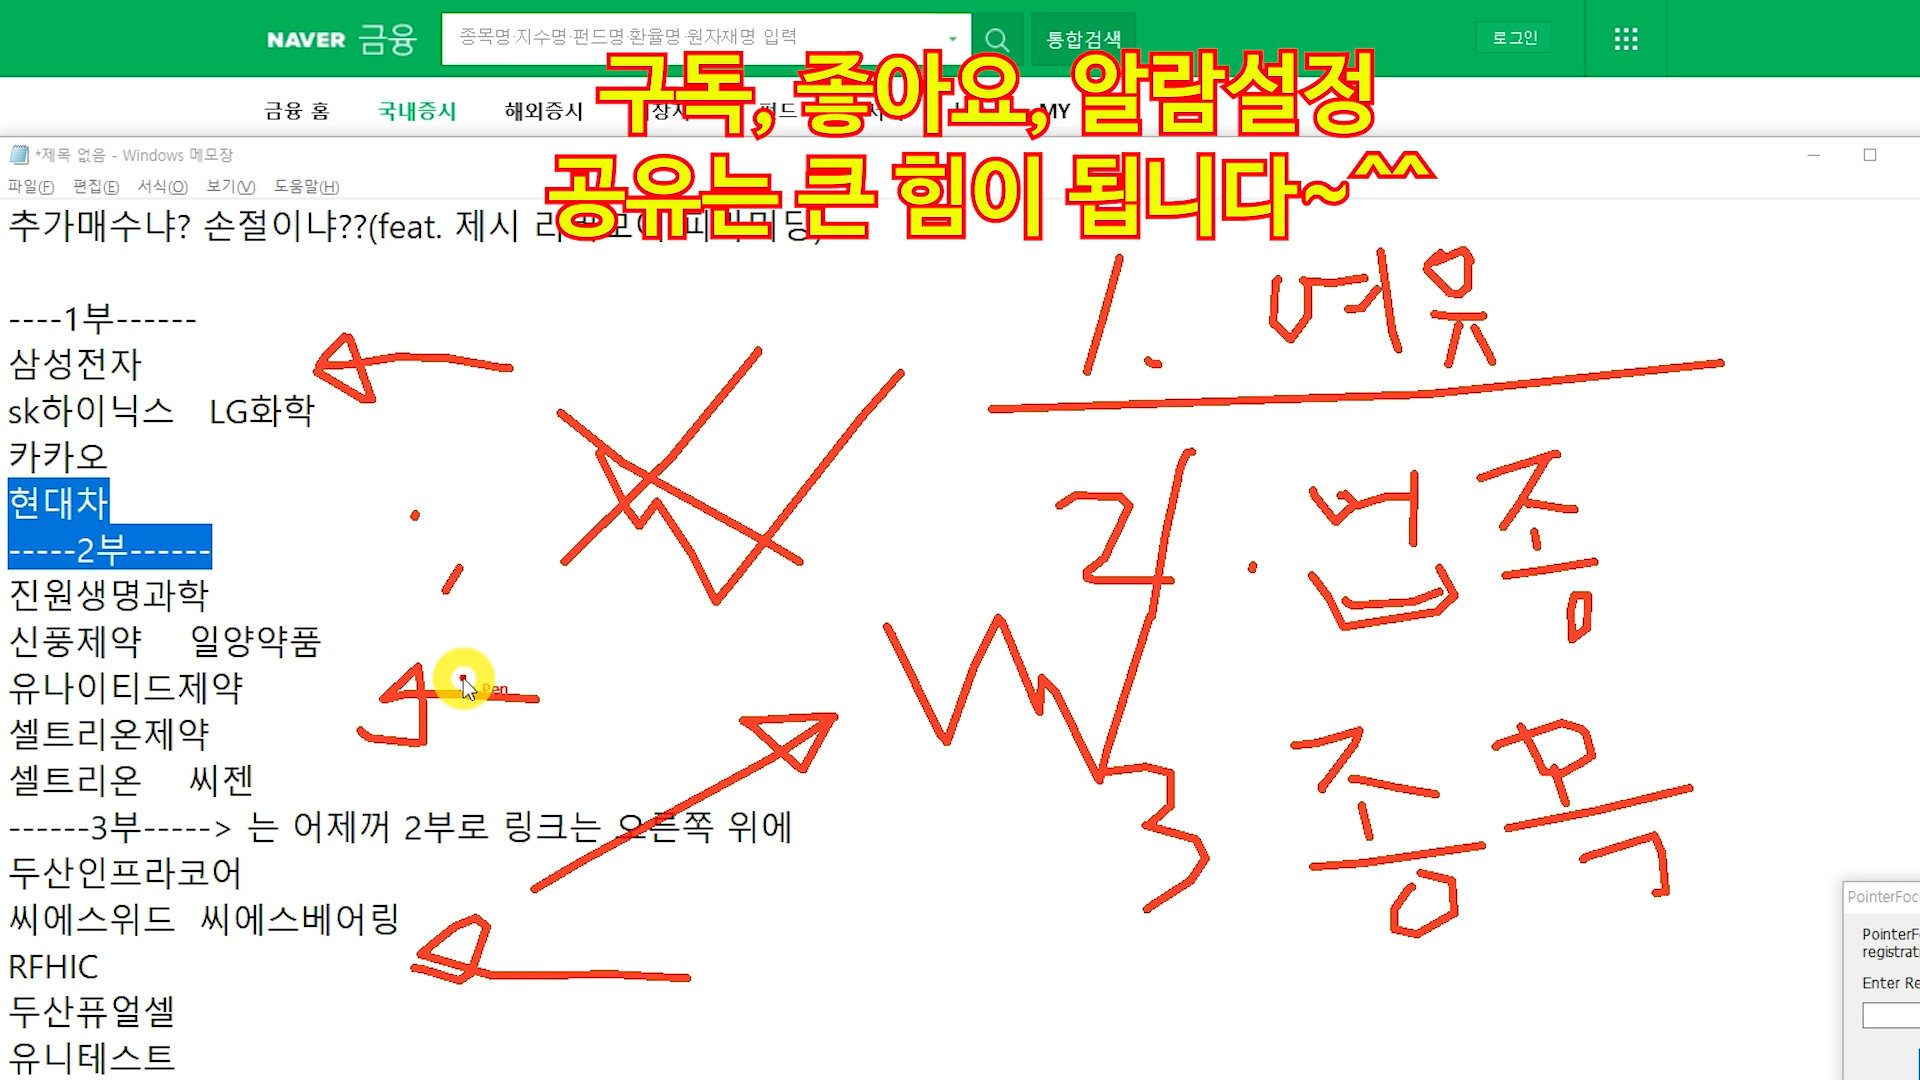 NAVER 금융
종목명·지수명·펀드명·환율명·원자재명 입력
통합검색
로그인
구독, 좋아요, 알람설정
금융 홈 국내증시 해외증시 MY
*제목 없음 - Windows 메모장
공유는 큰 힘이 됩니다~^^
파일(F) 편집(E) 서식(O) 보기(V) 도움말(H)
추가매수냐? 손절이냐??(feat. 제시
1. 여유
----1부------
삼성전자
sk하이닉스 LG화학
카카오
2. 업종
현대차
-----2부------
진원생명과학
신풍제약 일양약품
유나이티드제약
Pen
셀트리온제약
셀트리온 씨젠
3 종목
------3부-----> 는 어제꺼 2부로 링크는 오른쪽 위에
두산인프라코어
씨에스위드 씨에스베어링
RFHIC
두산퓨얼셀
유니테스트
PointerFoc
PointerF
registrati
Enter Re